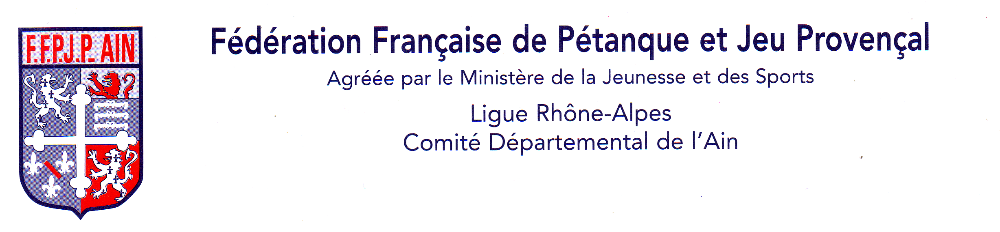 F.F.P.J.P_ AIN
Fédération Française de Pétanque et Jeu Provençal
Agréée par le Ministère de la Jeunesse et des Sports
Ligue Rhône-Alpes
Comité Départemental de l'Ain